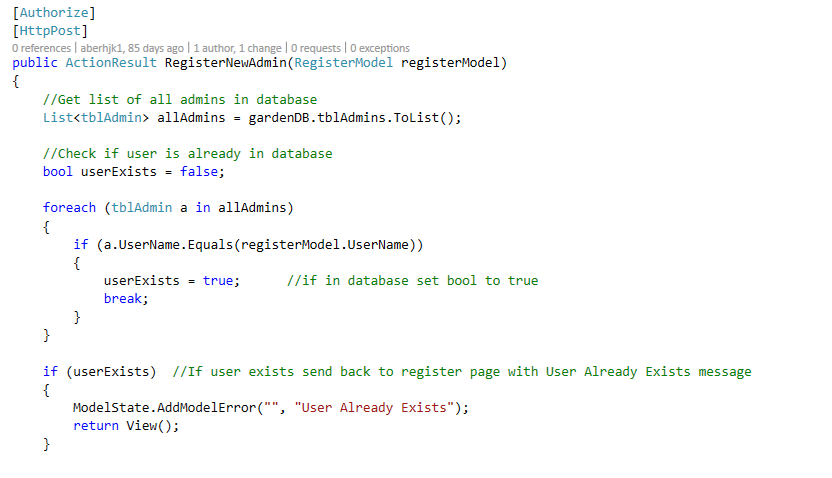 [Authorize]
[HttpPost]
0 references | aberhjk1, 85 days ago | 1 author, 1 change | 0 requests | 0 exceptions
public ActionResult RegisterNewAdmin(RegisterModel registerModel)
{
    //Get list of all admins in database
    List<tblAdmin> allAdmins = gardenDB.tblAdmins.ToList();

    //Check if user is already in database
    bool userExists = false;

    foreach (tblAdmin a in allAdmins)
    {
        if (a.UserName.Equals(registerModel.UserName))
        {
            userExists = true;      //if in database set bool to true
            break;
        }
    }

    if (userExists)  //If user exists send back to register page with User Already Exists message
    {
        ModelState.AddModelError("", "User Already Exists");
        return View();
    }